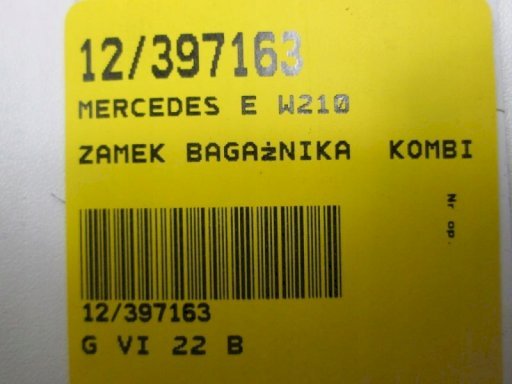 12/397163
MERCEDES E W210
ZAMEK BAGAżNIKA KOMBI
Nr op.
12/397163
G VI 22 B